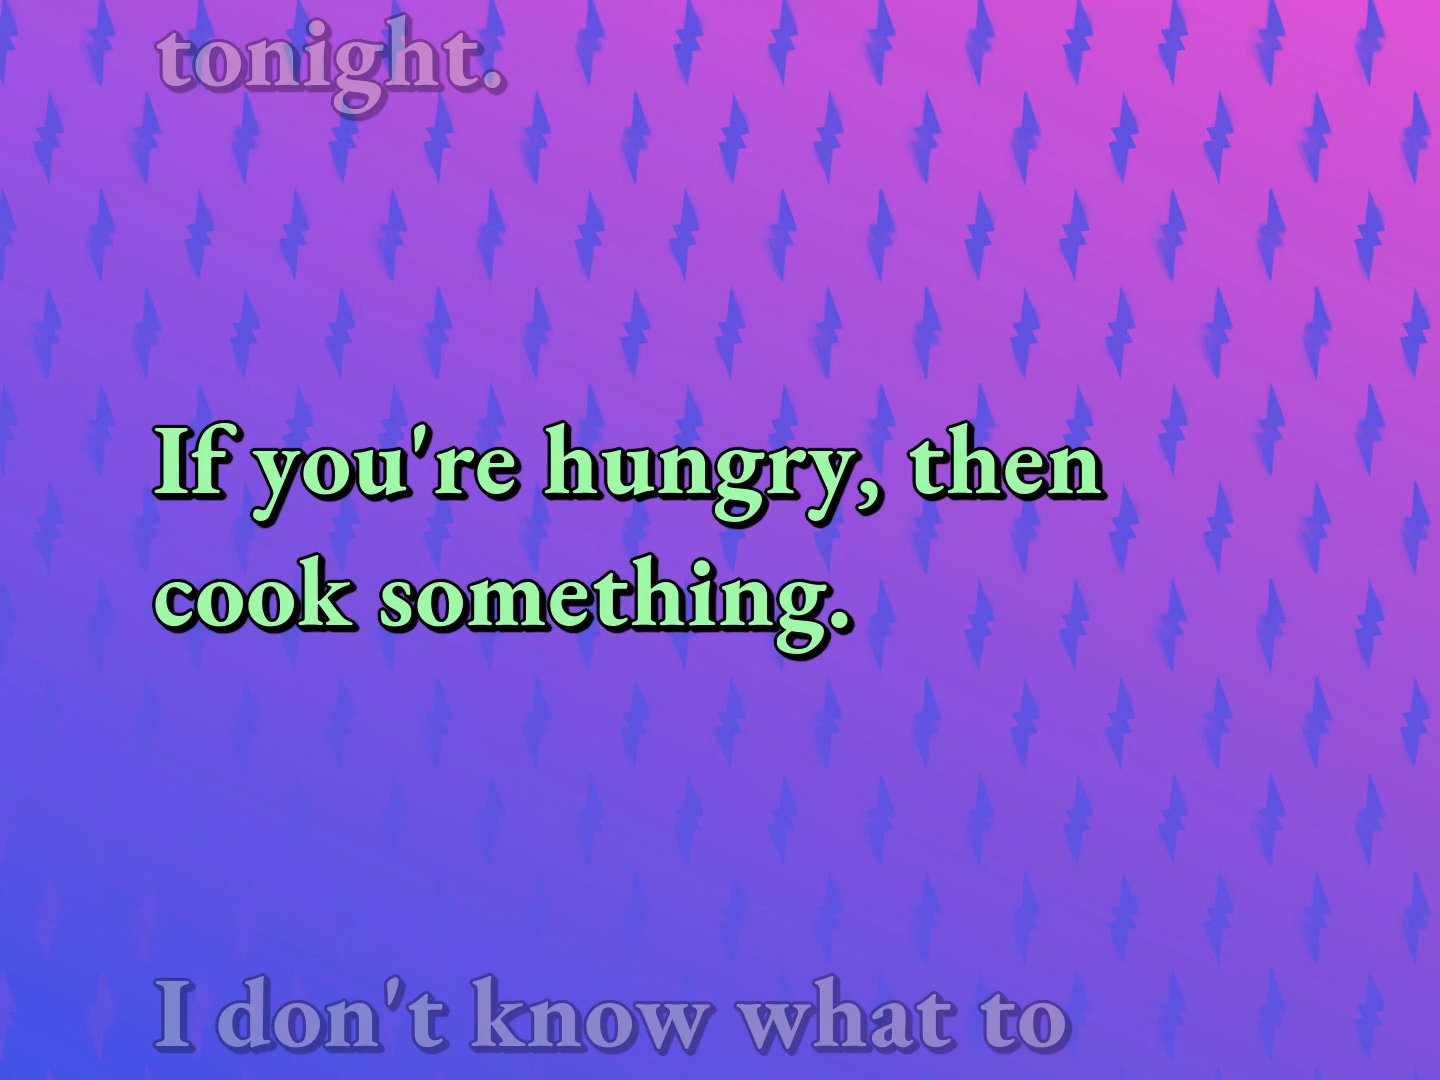 tonight.
If you're hungry, then
cook something.
I don't know what to